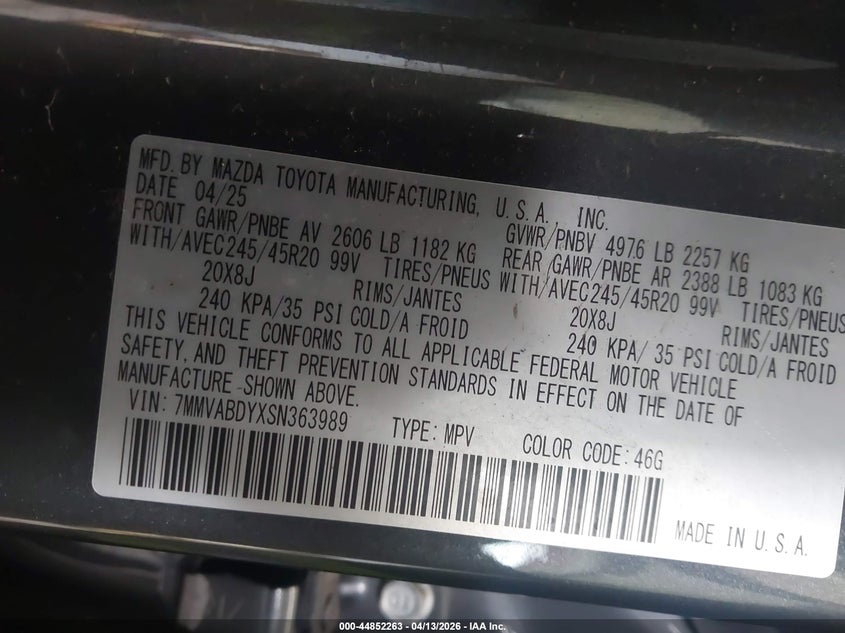 MFD. BY MAZDA TOYOTA MANUFACTURING, U.S.A., INC.
DATE 04/25
FRONT GAWR/PNBE AV 2606 LB 1182 KG GVWR/PNBV 4976 LB 2257 KG
WITH/AVEC245/45R20 99V TIRES/PNEUS REAR GAWR/PNBE AR 2388 LB 1083 KG
20X8J RIMS/JANTES WITH/AVEC245/45R20 99V TIRES/PNEUS
240 KPA/35 PSI COLD/A FROID 20X8J RIMS/JANTES
240 KPA/ 35 PSI COLD/A FROID
THIS VEHICLE CONFORMS TO ALL APPLICABLE FEDERAL MOTOR VEHICLE
SAFETY, AND THEFT PREVENTION STANDARDS IN EFFECT ON THE DATE OF
MANUFACTURE SHOWN ABOVE.
VIN: 7MMVABDYXSN363989 TYPE: MPV COLOR CODE: 46G
MADE IN U.S.A.
000-44852263 - 04/13/2026 - IAA Inc.